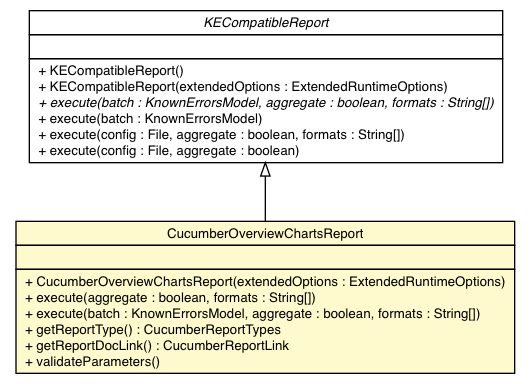 KECompatibleReport
+ KECompatibleReport()
+ KECompatibleReport(extendedOptions : ExtendedRuntimeOptions)
+ execute(batch : KnownErrorsModel, aggregate : boolean, formats : String[])
+ execute(batch : KnownErrorsModel)
+ execute(config : File, aggregate : boolean, formats : String[])
+ execute(config : File, aggregate : boolean)
CucumberOverviewChartsReport
+ CucumberOverviewChartsReport(extendedOptions : ExtendedRuntimeOptions)
+ execute(aggregate : boolean, formats : String[])
+ execute(batch : KnownErrorsModel, aggregate : boolean, formats : String[])
+ getReportType() : CucumberReportTypes
+ getReportDocLink() : CucumberReportLink
+ validateParameters()